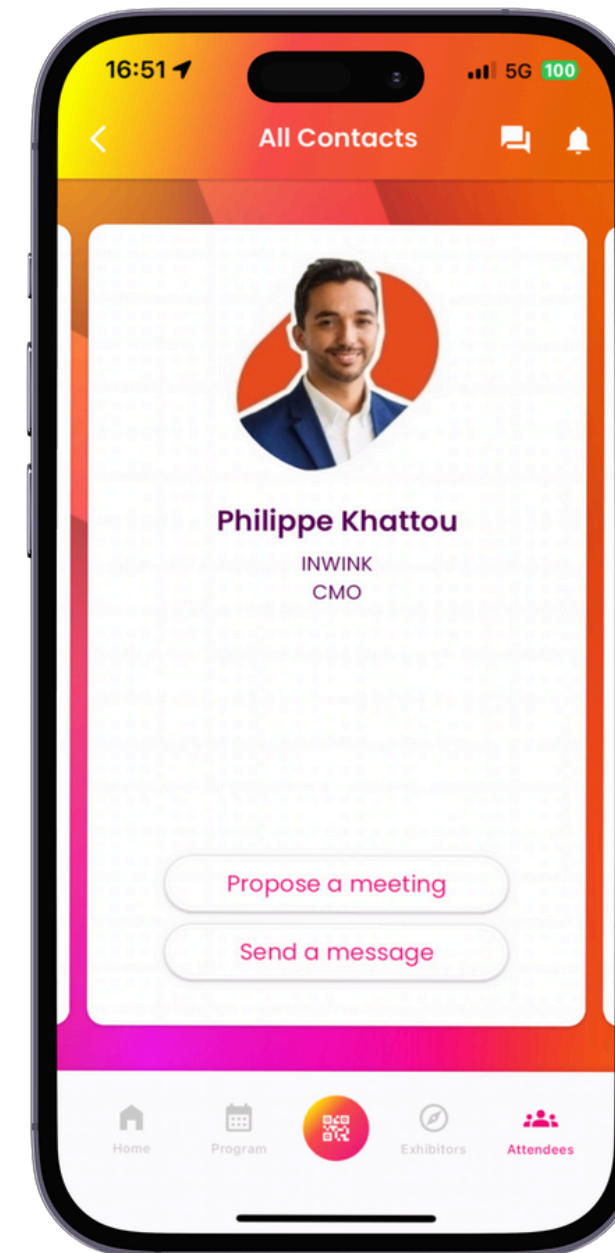 16:51 5G 100
All Contacts
Philippe Khattou
INWINK
CMO
Propose a meeting
Send a message
Home Program Exhibitors Attendees